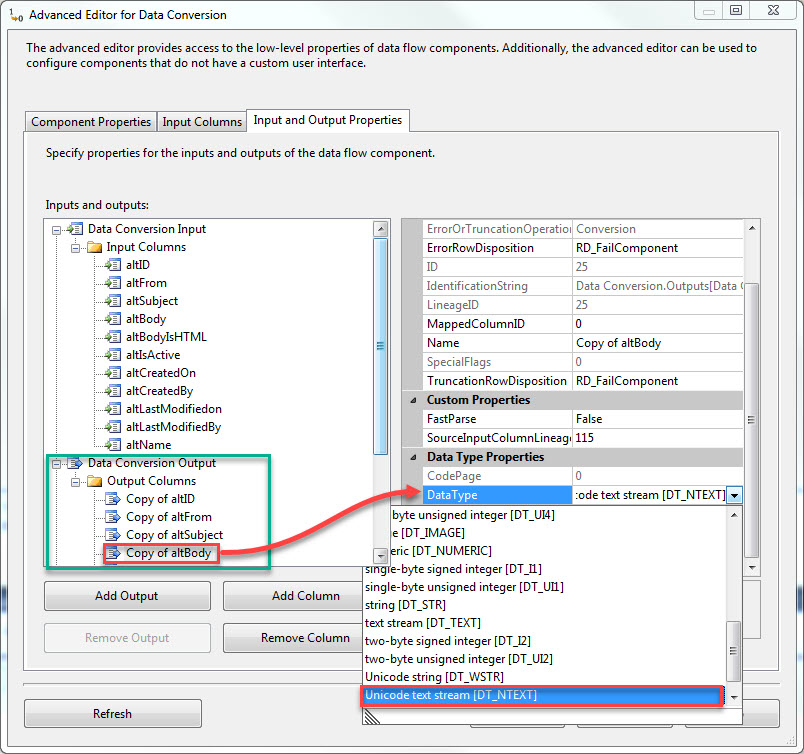 Advanced Editor for Data Conversion
The advanced editor provides access to the low-level properties of data flow components. Additionally, the advanced editor can be used to
configure components that do not have a custom user interface.
Component Properties
Input Columns
Input and Output Properties
Specify properties for the inputs and outputs of the data flow component.
Inputs and outputs:
Data Conversion Input
Input Columns
altID
altFrom
altSubject
altBody
altBodyIsHTML
altIsActive
altCreatedOn
altCreatedBy
altLastModifiedon
altLastModifiedBy
altName
Data Conversion Output
Output Columns
Copy of altID
Copy of altFrom
Copy of altSubject
Copy of altBody
ErrorOrTruncationOperation Conversion
ErrorRowDisposition RD_FailComponent
ID 25
IdentificationString Data Conversion.Outputs[Data C
LineageID 25
MappedColumnID 0
Name Copy of altBody
SpecialFlags 0
TruncationRowDisposition RD_FailComponent
Custom Properties
FastParse False
SourceInputColumnLineage 115
Data Type Properties
CodePage 0
DataType :ode text stream [DT_NTEXT]
byte unsigned integer [DT_UI4]
e [DT_IMAGE]
eric [DT_NUMERIC]
single-byte signed integer [DT_I1]
single-byte unsigned integer [DT_UI1]
string [DT_STR]
text stream [DT_TEXT]
two-byte signed integer [DT_I2]
two-byte unsigned integer [DT_UI2]
Unicode string [DT_WSTR]
Unicode text stream [DT_NTEXT]
Add Output
Add Column
Remove Output
Remove Column
Refresh